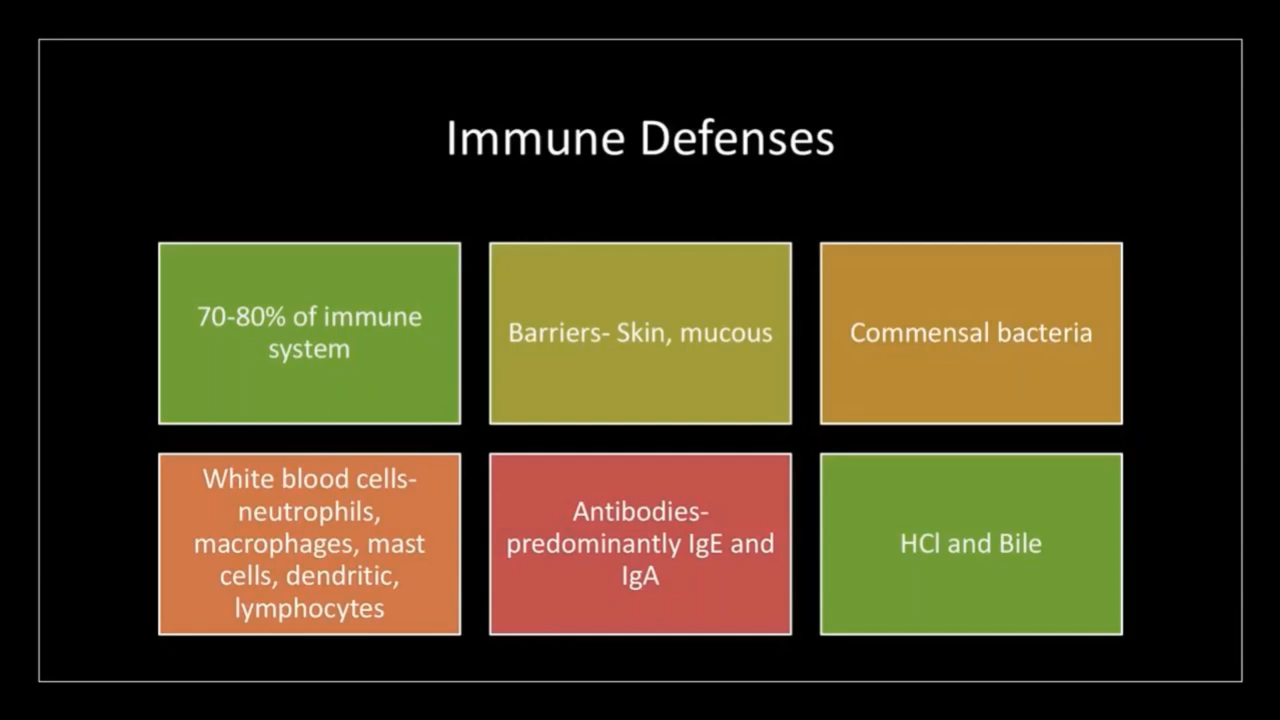 Immune Defenses
70-80% of immune
system
Barriers- Skin, mucous
Commensal bacteria
White blood cells-
neutrophils,
macrophages, mast
cells, dendritic,
lymphocytes
Antibodies-
predominantly IgE and
IgA
HCl and Bile